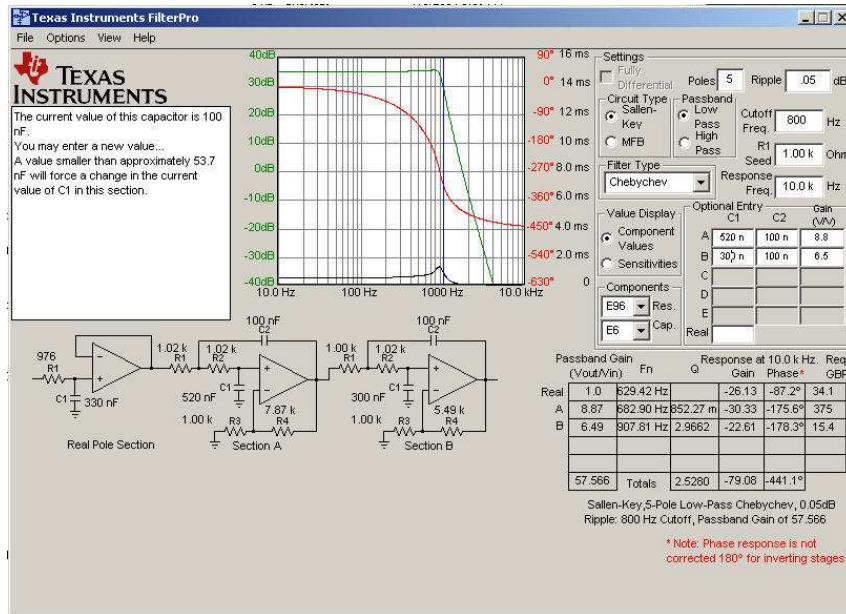 Texas Instruments FilterPro
File Options View Help
TEXAS
INSTRUMENTS
The current value of this capacitor is 100
nF.
You may enter a new value...
A value smaller than approximately 53.7
nF will force a change in the current
value of C1 in this section.
40dB
30dB
20dB
10dB
0dB
-10dB
-20dB
-30dB
-40dB
90° 16 ms
0° 14 ms
-90° 12 ms
-180° 10 ms
-270° 8.0 ms
-360° 6.0 ms
-450° 4.0 ms
-540° 2.0 ms
-630° 0
10.0 Hz 100 Hz 1000 Hz 10.0 kHz
Settings
Fully
Differential
Poles 5 Ripple .05 dB
Circuit Type
Sallen-
Key
MFB
Passband
Low
Pass
High
Pass
Cutoff
Freq. 800 Hz
R1
Seed 1.00 k Ohm
Filter Type
Chebychev
Response
Freq. 10.0 k Hz
Value Display
Component
Values
Sensitivities
Optional Entry
C1 C2 Gain
(V/V)
A 520 n 100 n 8.8
B 300 n 100 n 6.5
C
D
E
Real
Components
E96 Res.
E6 Cap.
976
R1
C1 330 nF
Real Pole Section
100 nF
C2
1.02 k
R1
1.02 k
R2
C1
520 nF
7.87 k
1.00 k R3 R4
Section A
100 nF
C2
1.00 k
R1
1.02 k
R2
C1
300 nF
5.49 k
1.00 k R3 R4
Section B
Passband Gain
(Vout/Vin) Fn Q Response at 10.0 k Hz. Req
Gain Phase* GBP
Real 1.0 629.42 Hz -26.13 -87.2° 34.1
A 8.87 682.90 Hz 852.27 m -30.33 -175.6° 375
B 6.49 907.81 Hz 2.9662 -22.61 -178.3° 15.4
57.566 Totals 2.5280 -79.08 -441.1°
Sallen-Key,5-Pole Low-Pass Chebychev, 0.05dB
Ripple: 800 Hz Cutoff, Passband Gain of 57.566
* Note: Phase response is not
corrected 180° for inverting stages